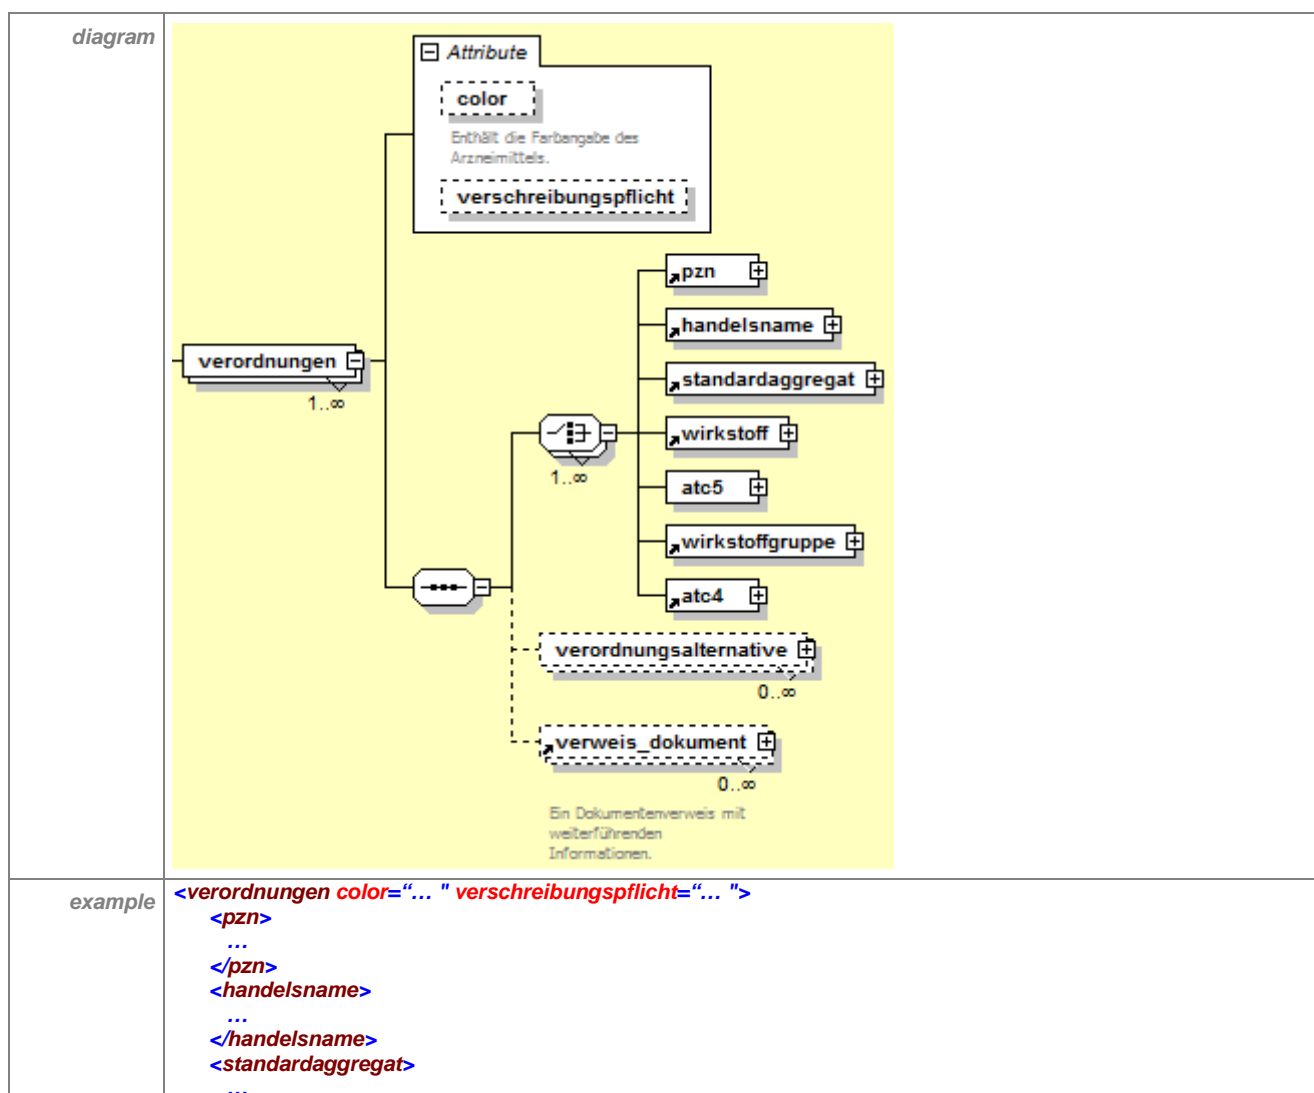 diagram
Attribute
color
Enthält die Farbangabe des
Arzneimittels.
verschreibungspflicht
pzn
handelsname
standardaggregat
verordnungen
1..∞
wirkstoff
1..∞
atc5
wirkstoffgruppe
atc4
verordnungsalternative
0..∞
verweis_dokument
0..∞
Ein Dokumentenverweis mit
weiterführenden
Informationen.
example
<verordnungen color=“… " verschreibungspflicht=“… ">
<pzn>
…
</pzn>
<handelsname>
…
</handelsname>
<standardaggregat>
…